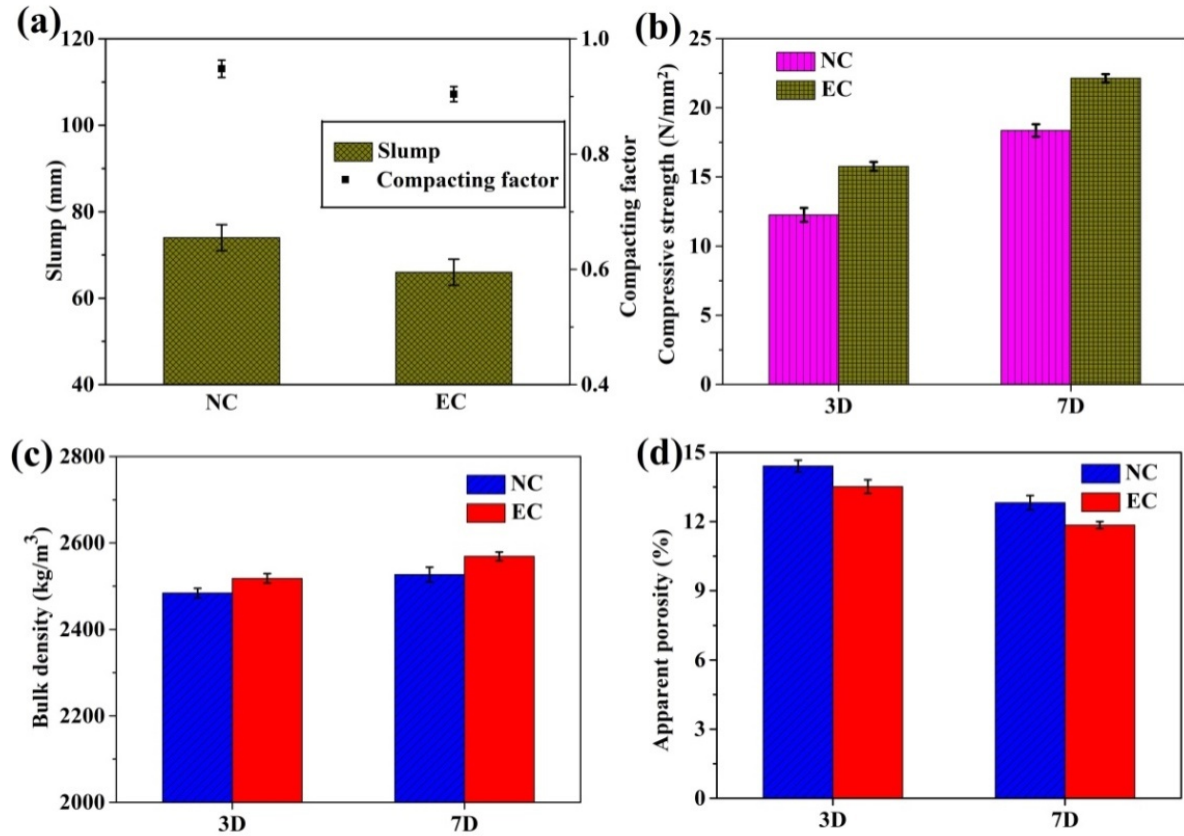 (a)
120
100
80
60
40
Slump (mm)
1.0
0.8
0.6
0.4
Compacting factor
Slump
Compacting factor
NC EC
(b)
25
20
15
10
5
0
Compressive strength (N/mm²)
NC
EC
3D 7D
(c)
2800
2600
2400
2200
2000
Bulk density (kg/m³)
NC
EC
3D 7D
(d)
15
12
9
6
3
0
Apparent porosity (%)
NC
EC
3D 7D